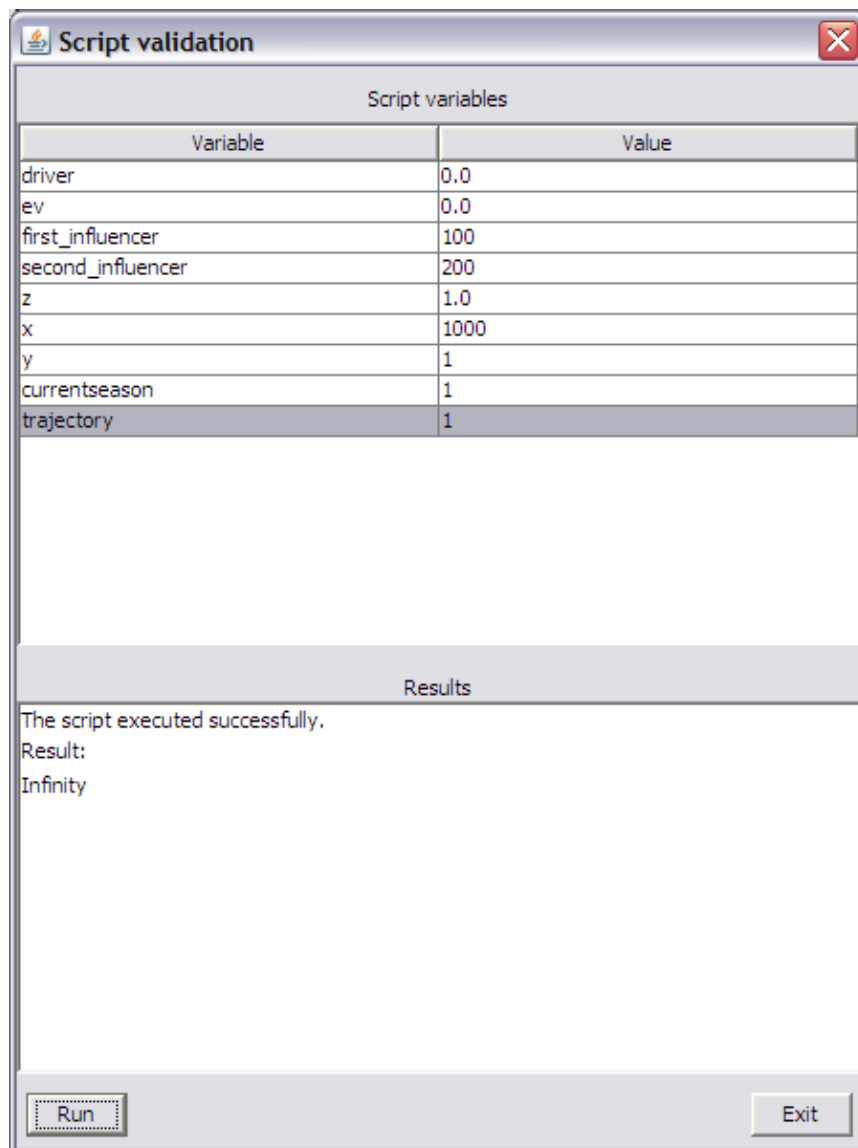 Script validation
Script variables
Variable Value
driver 0.0
ev 0.0
first_influencer 100
second_influencer 200
z 1.0
x 1000
y 1
currentseason 1
trajectory 1
Results
The script executed successfully.
Result:
Infinity
Run Exit